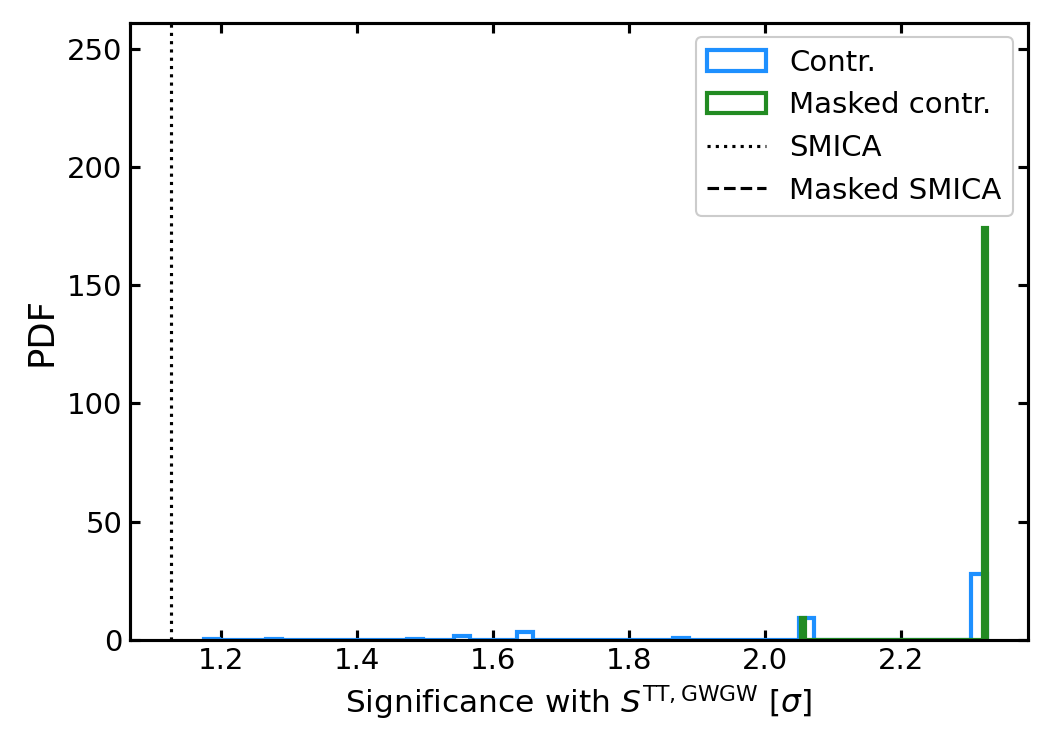 250
200
150
100
50
0
PDF
Contr.
Masked contr.
SMICA
Masked SMICA
1.2 1.4 1.6 1.8 2.0 2.2
Significance with S^{TT, GWGW} [σ]